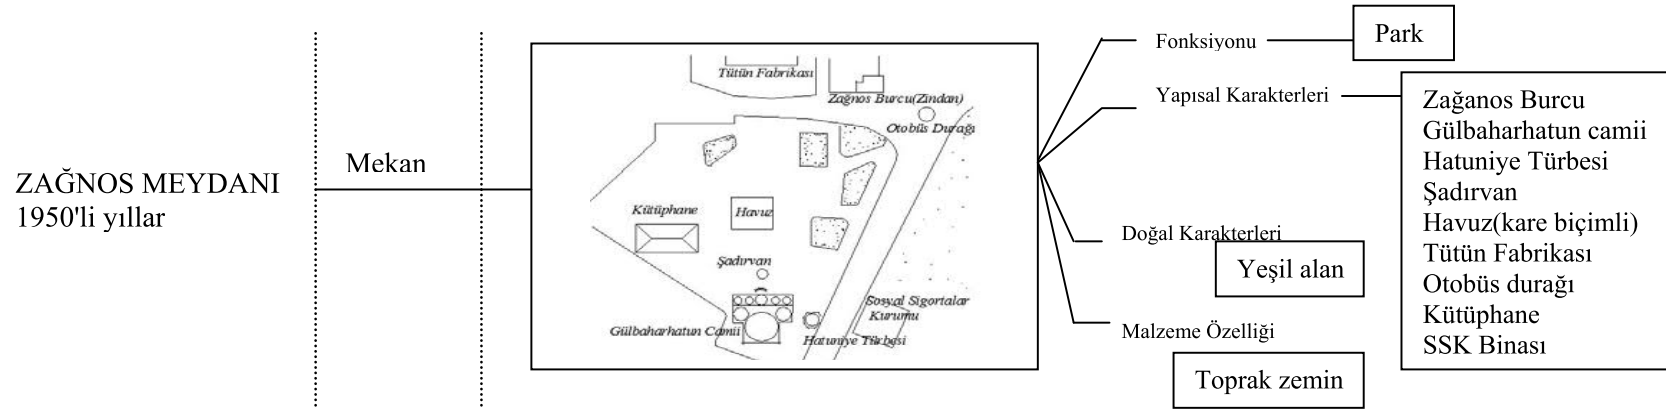 ZAĞNOS MEYDANI
1950'li yıllar
Mekan
Tütün Fabrikası
Zağnos Burcu(Zindan)
Otobüs Durağı
Kütüphane
Havuz
Şadırvan
Sosyal Sigortalar
Kurumu
Gülbaharhatun Camii
Hatuniye Türbesi
Fonksiyonu
Park
Yapısal Karakterleri
Zağanos Burcu
Gülbaharhatun camii
Hatuniye Türbesi
Şadırvan
Havuz(kare biçimli)
Tütün Fabrikası
Otobüs durağı
Kütüphane
SSK Binası
Doğal Karakterleri
Yeşil alan
Malzeme Özelliği
Toprak zemin